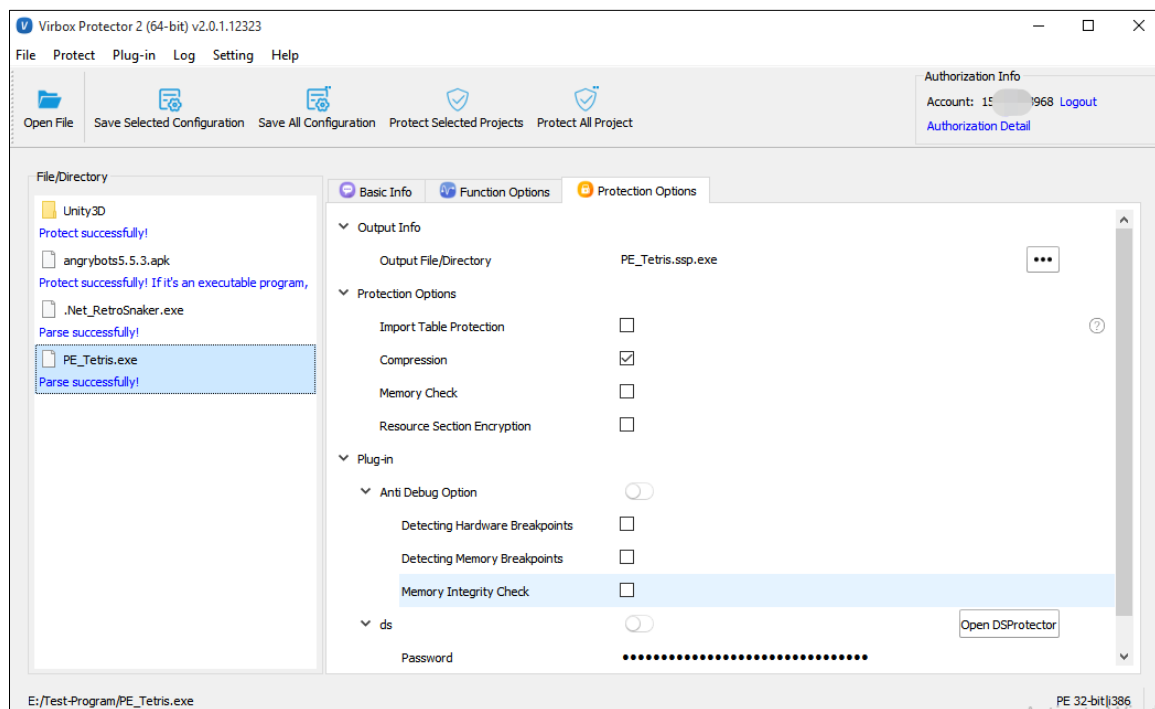 Virbox Protector 2 (64-bit) v2.0.1.12323
File Protect Plug-in Log Setting Help
Open File Save Selected Configuration Save All Configuration Protect Selected Projects Protect All Project
Authorization Info
Account: 15 968 Logout
Authorization Detail
File/Directory
Unity3D
Protect successfully!
angrybots5.5.3.apk
Protect successfully! If it's an executable program,
.Net_RetroSnaker.exe
Parse successfully!
PE_Tetris.exe
Parse successfully!
Basic Info Function Options Protection Options
Output Info
Output File/Directory PE_Tetris.ssp.exe
Protection Options
Import Table Protection
Compression
Memory Check
Resource Section Encryption
Plug-in
Anti Debug Option
Detecting Hardware Breakpoints
Detecting Memory Breakpoints
Memory Integrity Check
ds Open DSProtector
Password
E:/Test-Program/PE_Tetris.exe PE 32-bit|i386